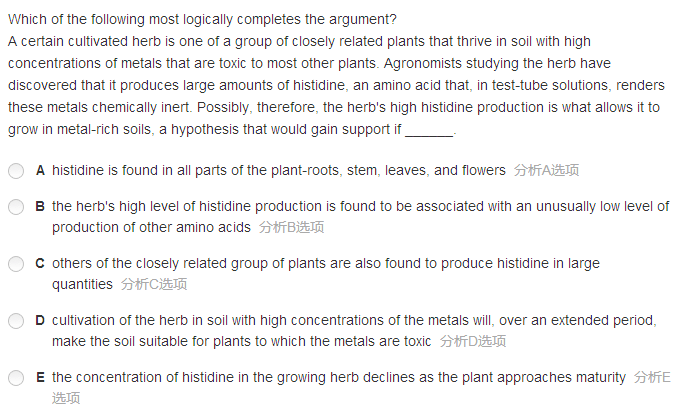 Which of the following most logically completes the argument?
A certain cultivated herb is one of a group of closely related plants that thrive in soil with high
concentrations of metals that are toxic to most other plants. Agronomists studying the herb have
discovered that it produces large amounts of histidine, an amino acid that, in test-tube solutions, renders
these metals chemically inert. Possibly, therefore, the herb's high histidine production is what allows it to
grow in metal-rich soils, a hypothesis that would gain support if ______.
A histidine is found in all parts of the plant-roots, stem, leaves, and flowers 分析A选项
B the herb's high level of histidine production is found to be associated with an unusually low level of
production of other amino acids 分析B选项
C others of the closely related group of plants are also found to produce histidine in large
quantities 分析C选项
D cultivation of the herb in soil with high concentrations of the metals will, over an extended period,
make the soil suitable for plants to which the metals are toxic 分析D选项
E the concentration of histidine in the growing herb declines as the plant approaches maturity 分析E
选项